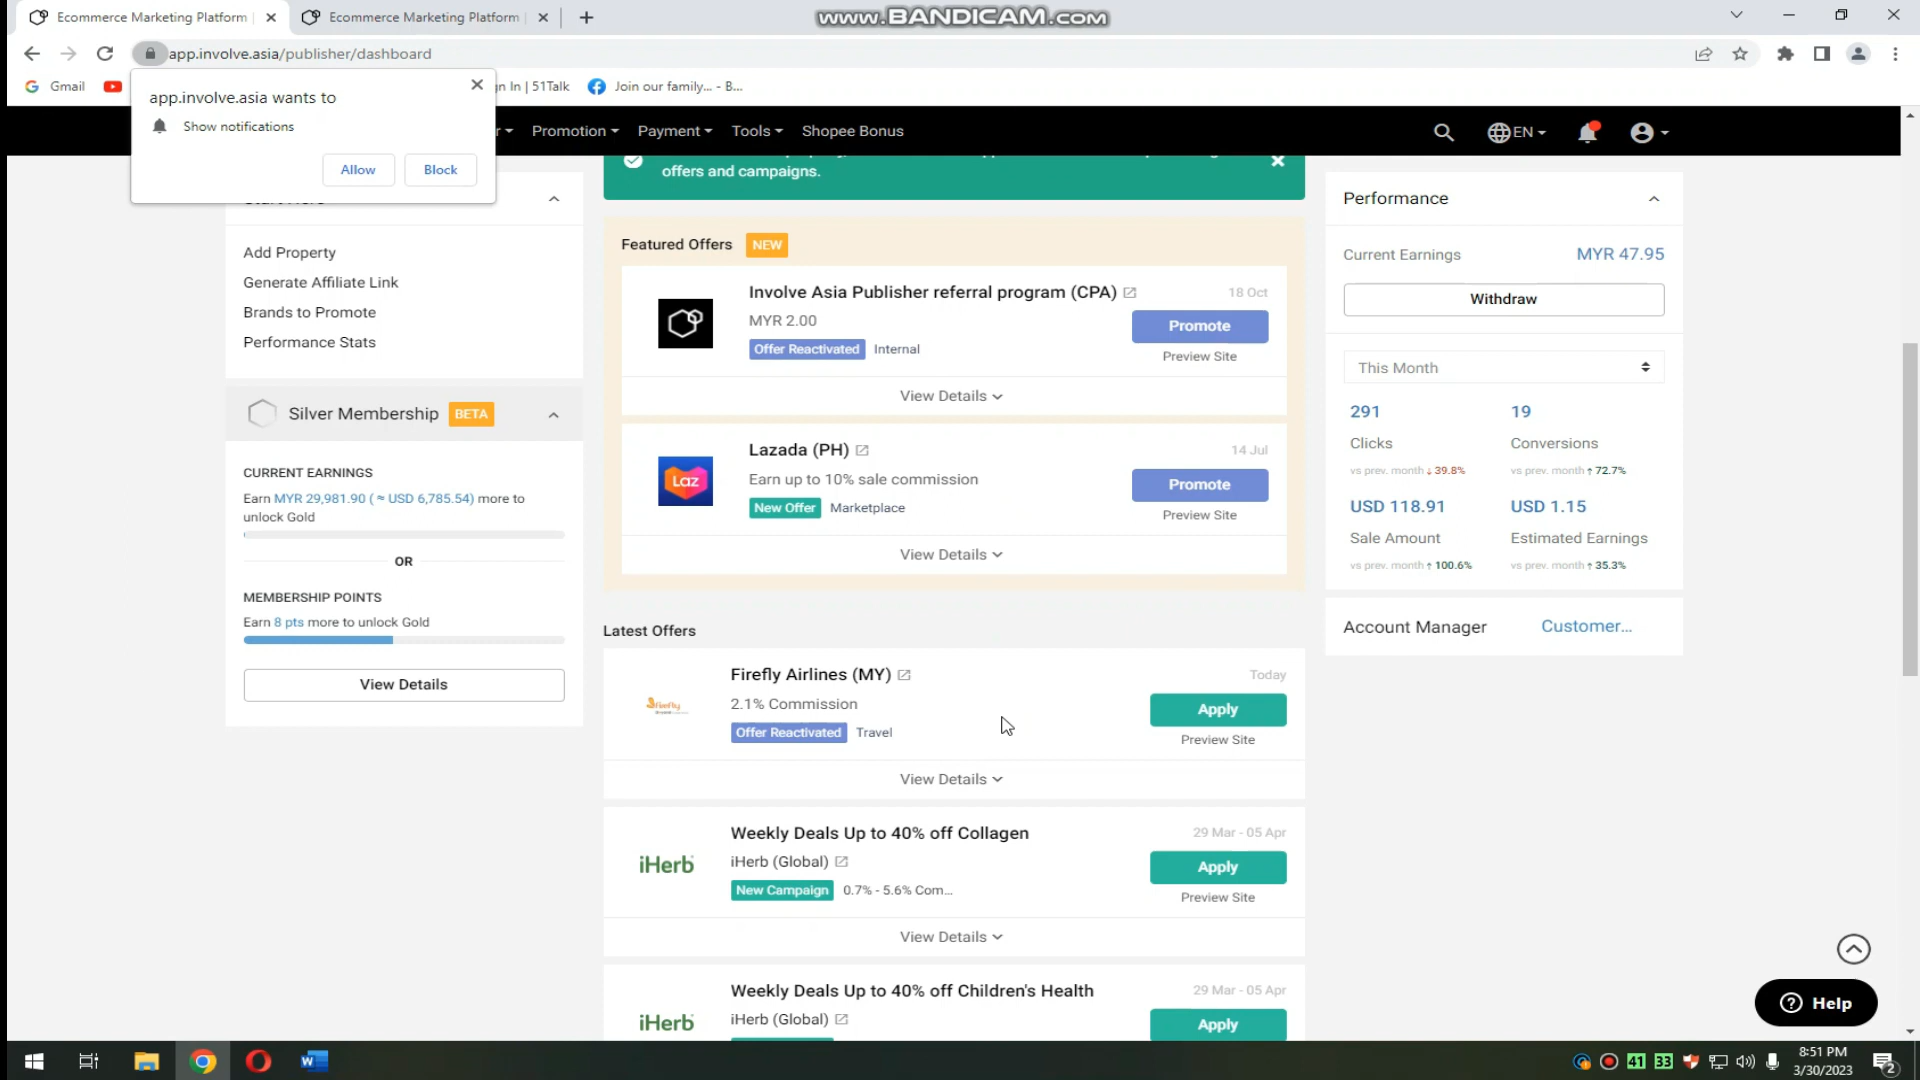 Ecommerce Marketing Platform
Ecommerce Marketing Platform
www.BANDICAM.com
app.involve.asia/publisher/dashboard
Gmail
In | 51Talk
Join our family... - B...
app.involve.asia wants to
Show notifications
Allow
Block
Promotion
Payment
Tools
Shopee Bonus
EN
offers and campaigns.
Add Property
Generate Affiliate Link
Brands to Promote
Performance Stats
Silver Membership BETA
CURRENT EARNINGS
Earn MYR 29,981.90 ( ≈ USD 6,785.54) more to
unlock Gold
OR
MEMBERSHIP POINTS
Earn 8 pts more to unlock Gold
View Details
Featured Offers NEW
Involve Asia Publisher referral program (CPA)
18 Oct
MYR 2.00
Promote
Offer Reactivated Internal
Preview Site
View Details
Laz
Lazada (PH)
14 Jul
Earn up to 10% sale commission
Promote
New Offer Marketplace
Preview Site
View Details
Latest Offers
firefly
Firefly Airlines (MY)
Today
2.1% Commission
Apply
Offer Reactivated Travel
Preview Site
View Details
iHerb
Weekly Deals Up to 40% off Collagen
29 Mar - 05 Apr
iHerb (Global)
Apply
New Campaign 0.7% - 5.6% Com...
Preview Site
View Details
iHerb
Weekly Deals Up to 40% off Children's Health
29 Mar - 05 Apr
iHerb (Global)
Apply
Performance
Current Earnings MYR 47.95
Withdraw
This Month
291 19
Clicks Conversions
vs prev. month ↓ 39.8% vs prev. month ↑ 72.7%
USD 118.91 USD 1.15
Sale Amount Estimated Earnings
vs prev. month ↑ 100.6% vs prev. month ↑ 35.3%
Account Manager Customer...
Help
41 33
8:51 PM
3/30/2023
2